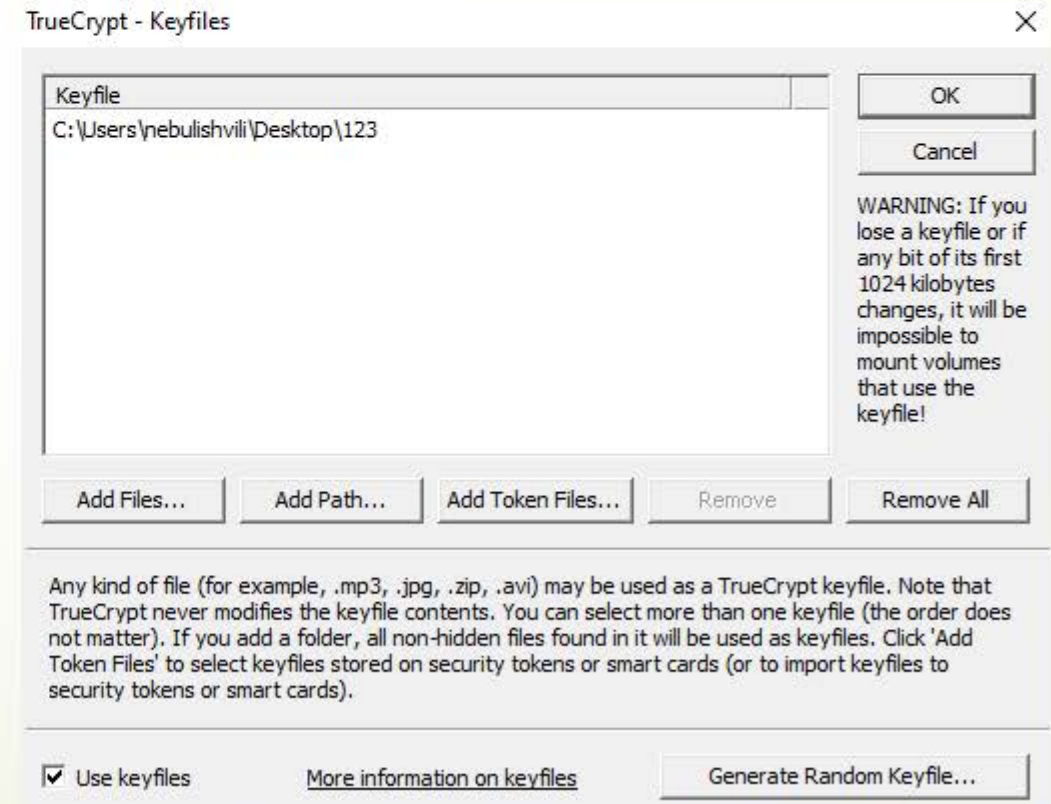 TrueCrypt - Keyfiles
Keyfile
C:\Users\nebulishvili\Desktop\123
OK
Cancel
WARNING: If you
lose a keyfile or if
any bit of its first
1024 kilobytes
changes, it will be
impossible to
mount volumes
that use the
keyfile!
Add Files...
Add Path...
Add Token Files...
Remove
Remove All
Any kind of file (for example, .mp3, .jpg, .zip, .avi) may be used as a TrueCrypt keyfile. Note that
TrueCrypt never modifies the keyfile contents. You can select more than one keyfile (the order does
not matter). If you add a folder, all non-hidden files found in it will be used as keyfiles. Click 'Add
Token Files' to select keyfiles stored on security tokens or smart cards (or to import keyfiles to
security tokens or smart cards).
Use keyfiles
More information on keyfiles
Generate Random Keyfile...